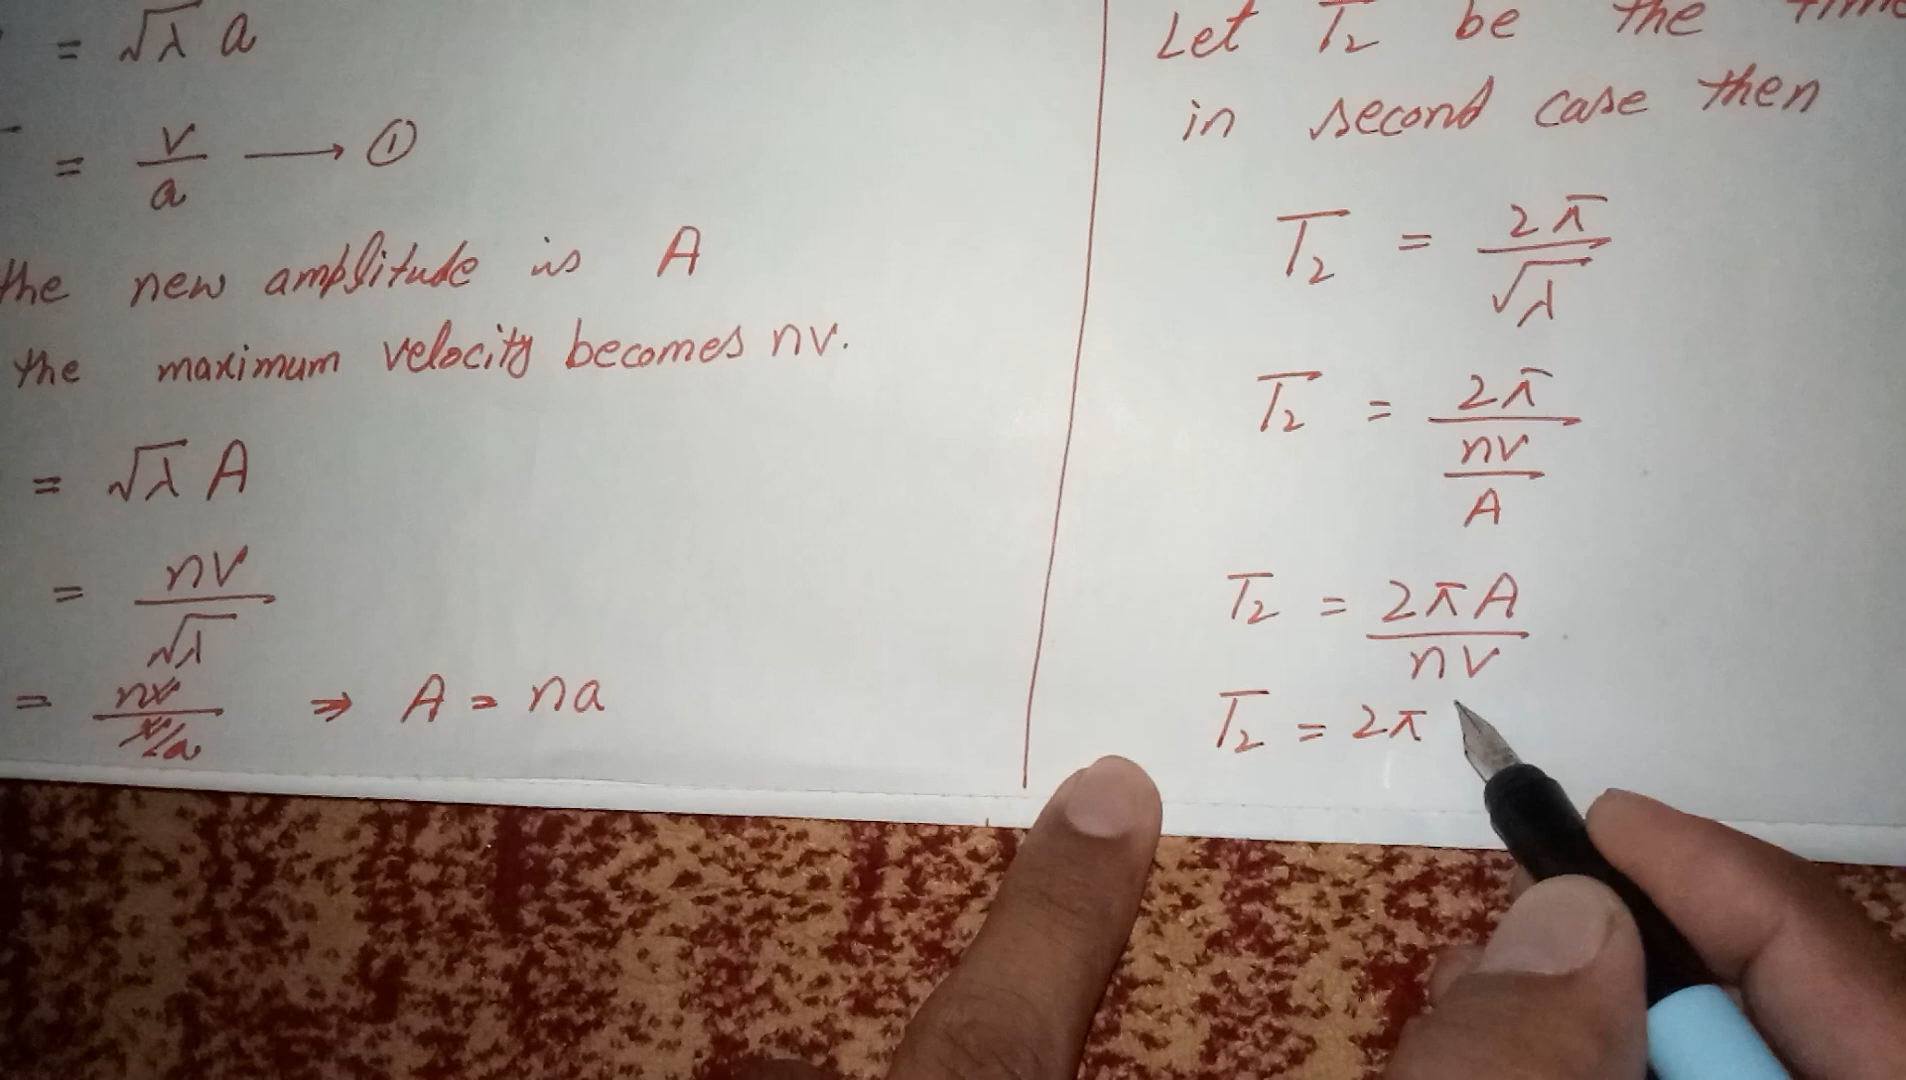 = √λ a
= v/a → ①
the new amplitude is A
the maximum velocity becomes nv.
= √λ A
= nv/√λ
= nv/v/a ⇒ A = na
Let T₂ be the
in second case then
T₂ = 2π/√λ
T₂ = 2π/nv/A
T₂ = 2πA/nv
T₂ = 2π